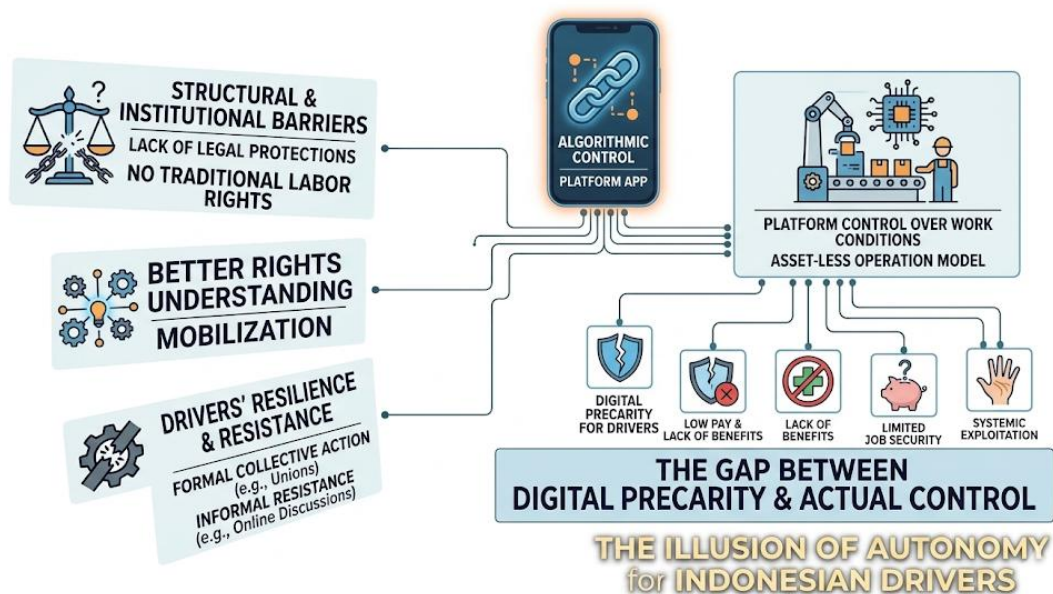 STRUCTURAL &
INSTITUTIONAL BARRIERS
LACK OF LEGAL PROTECTIONS
NO TRADITIONAL LABOR
RIGHTS
?
BETTER RIGHTS
UNDERSTANDING
MOBILIZATION
DRIVERS' RESILIENCE
& RESISTANCE
FORMAL COLLECTIVE ACTION
(e.g., Unions)
INFORMAL RESISTANCE
(e.g., Online Discussions)
ALGORITHMIC
CONTROL
PLATFORM APP
PLATFORM CONTROL OVER WORK
CONDITIONS
ASSET-LESS OPERATION MODEL
DIGITAL
PRECARITY
FOR DRIVERS
LOW PAY &
LACK OF BENEFITS
LACK OF
BENEFITS
?
LIMITED
JOB SECURITY
SYSTEMIC
EXPLOITATION
THE GAP BETWEEN
DIGITAL PRECARITY & ACTUAL CONTROL
THE ILLUSION OF AUTONOMY
for INDONESIAN DRIVERS